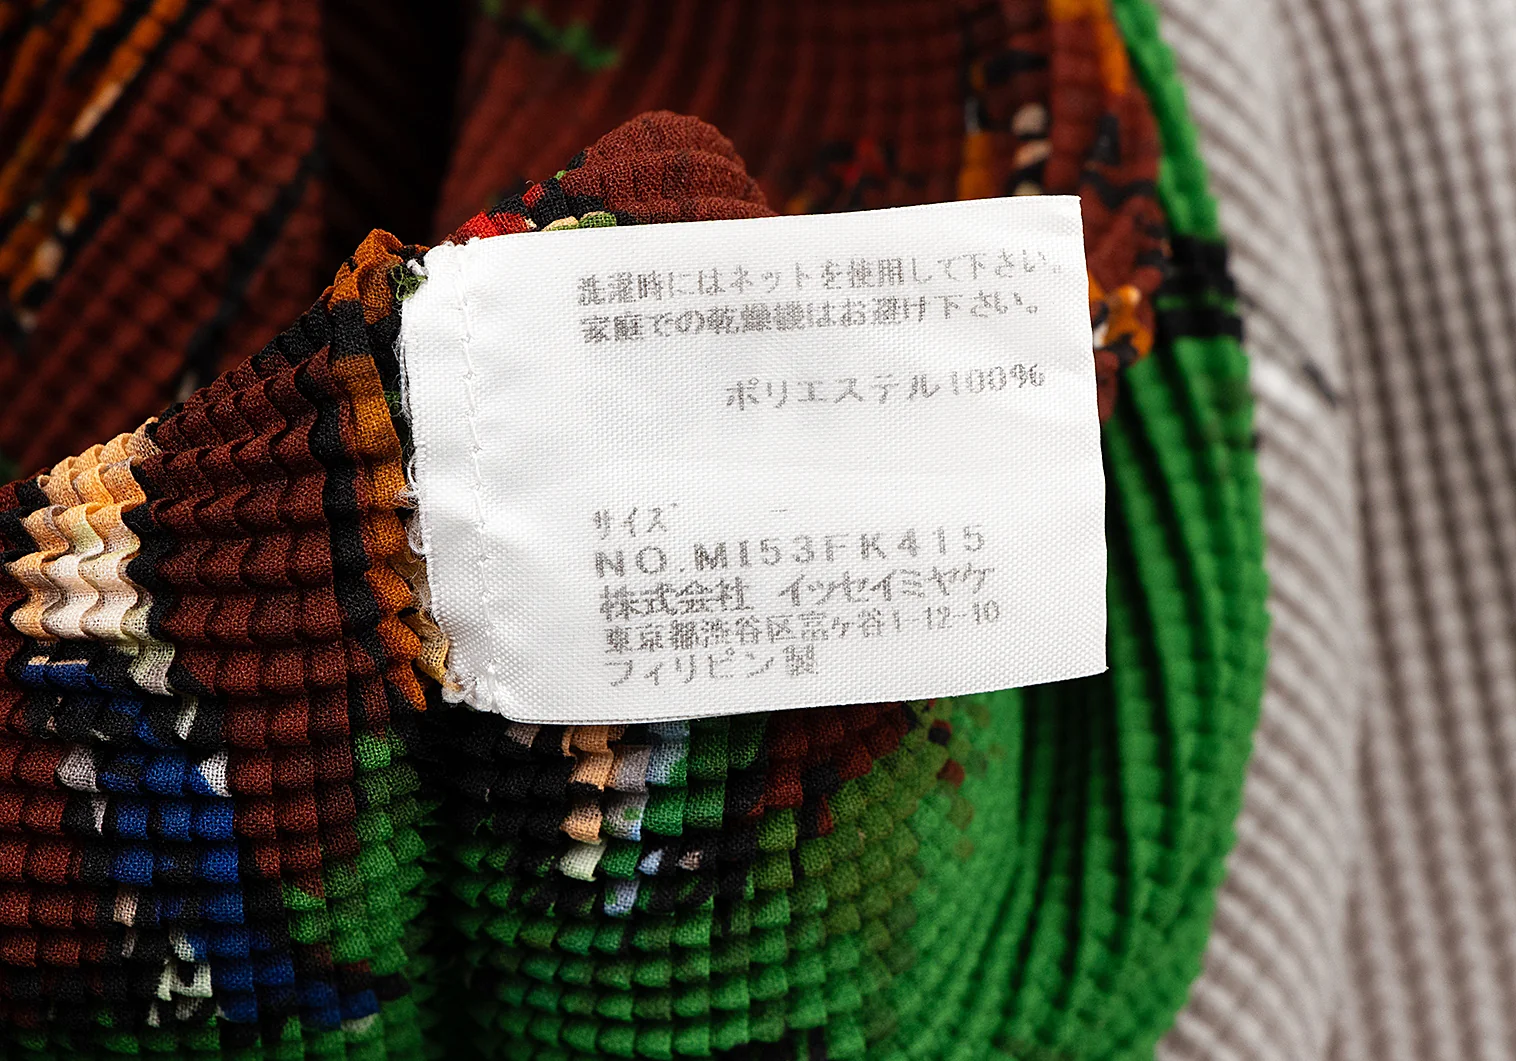 洗濯時にはネットを使用して下さい。
家庭での乾燥機はお避け下さい。
ポリエステル100%
サイズ -
NO.MI53FK415
株式会社 イッセイミヤケ
東京都渋谷区富ヶ谷1-12-10
フィリピン製